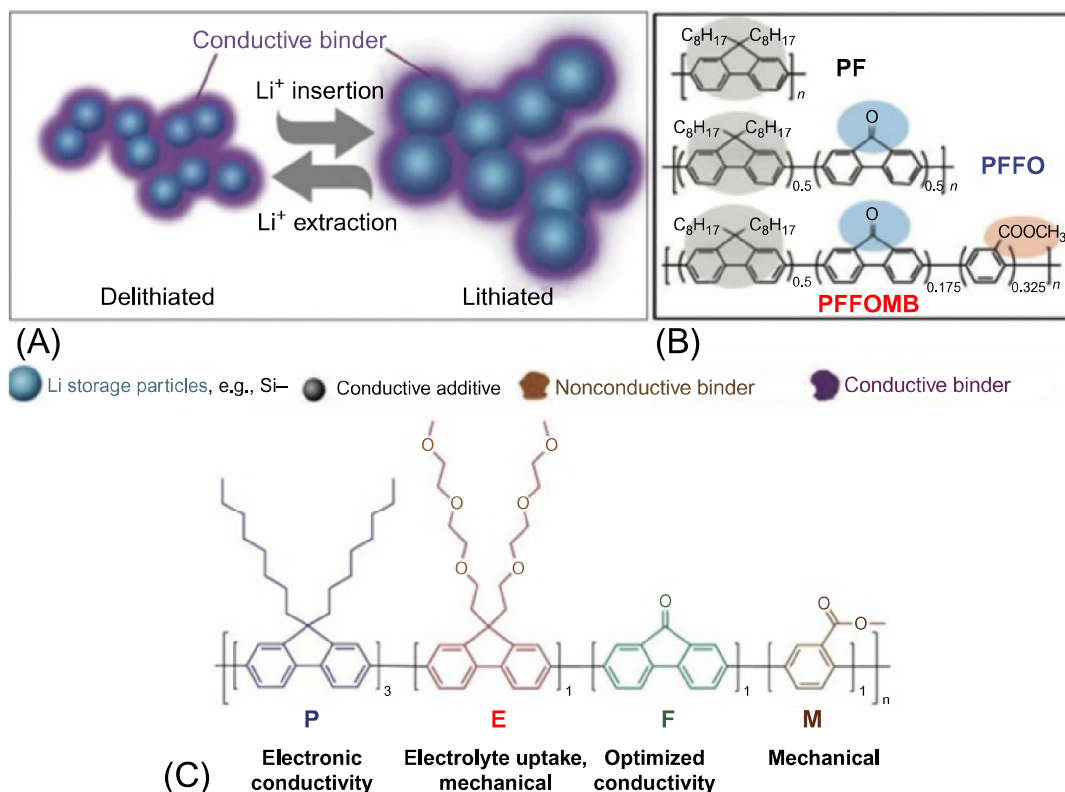 Conductive binder
Li+ insertion
Li+ extraction
Delithiated
Lithiated
(A)
C8H17 C8H17
n
PF
C8H17 C8H17
O
0.5
0.5
n
PFFO
C8H17 C8H17
O
COOCH3
0.5
0.175
0.325
n
PFFOMB
(B)
Li storage particles, e.g., Si–
Conductive additive
Nonconductive binder
Conductive binder
O O
O O
O O
O
O
O
3
1
1
1
n
P
E
F
M
Electronic
conductivity
Electrolyte uptake,
mechanical
Optimized
conductivity
Mechanical
(C)